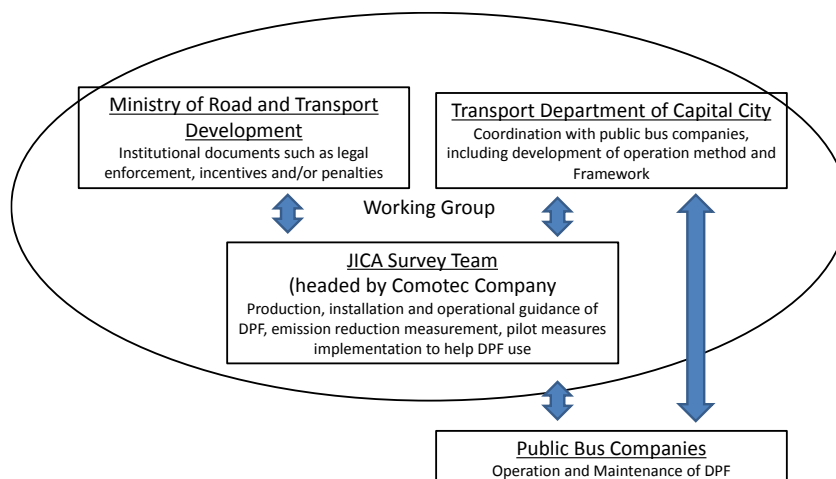 Ministry of Road and Transport
Development
Institutional documents such as legal
enforcement, incentives and/or penalties
Transport Department of Capital City
Coordination with public bus companies,
including development of operation method and
Framework
Working Group
JICA Survey Team
(headed by Comotec Company
Production, installation and operational guidance of
DPF, emission reduction measurement, pilot measures
implementation to help DPF use
Public Bus Companies
Operation and Maintenance of DPF